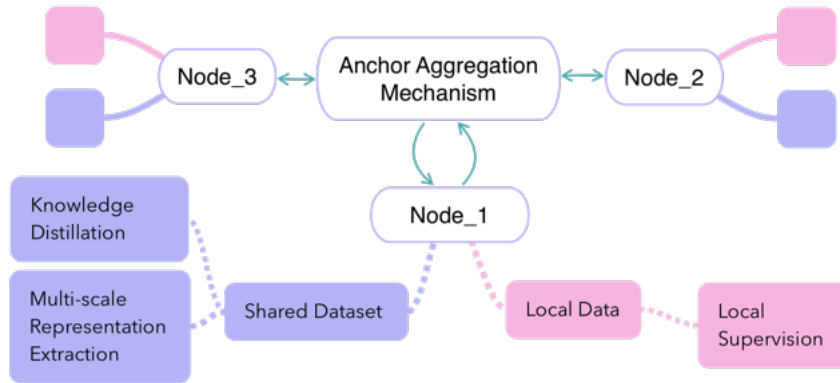 Node_3
Anchor Aggregation
Mechanism
Node_2
Node_1
Knowledge
Distillation
Multi-scale
Representation
Extraction
Shared Dataset
Local Data
Local
Supervision